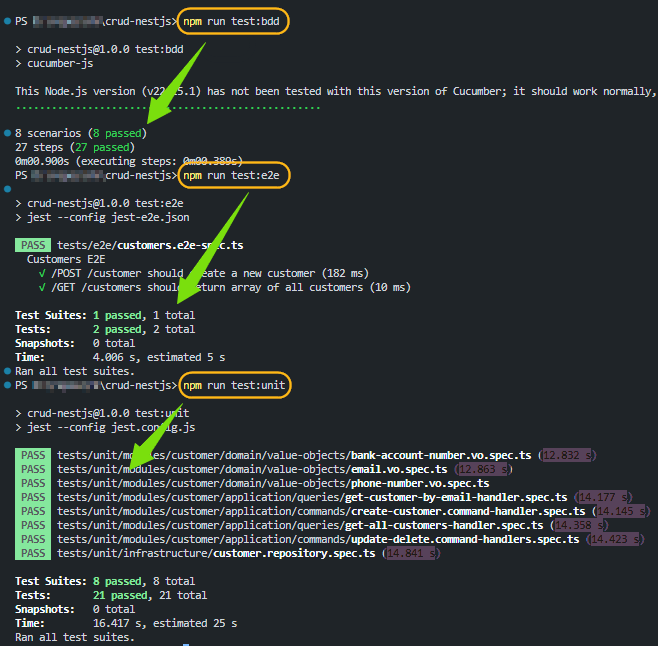 PS \crud-nestjs> npm run test:bdd
> crud-nestjs@1.0.0 test:bdd
> cucumber-js
This Node.js version (v22.15.1) has not been tested with this version of Cucumber; it should work normally,
................................................
8 scenarios (8 passed)
27 steps (27 passed)
0m00.900s (executing steps: 0m00.389s)
PS \crud-nestjs> npm run test:e2e
> crud-nestjs@1.0.0 test:e2e
> jest --config jest-e2e.json
PASS tests/e2e/customers.e2e-spec.ts
Customers E2E
√ /POST /customer should create a new customer (182 ms)
√ /GET /customers should return array of all customers (10 ms)
Test Suites: 1 passed, 1 total
Tests: 2 passed, 2 total
Snapshots: 0 total
Time: 4.006 s, estimated 5 s
Ran all test suites.
PS \crud-nestjs> npm run test:unit
> crud-nestjs@1.0.0 test:unit
> jest --config jest.config.js
PASS tests/unit/modules/customer/domain/value-objects/bank-account-number.vo.spec.ts (12.832 s)
PASS tests/unit/modules/customer/domain/value-objects/email.vo.spec.ts (12.863 s)
PASS tests/unit/modules/customer/domain/value-objects/phone-number.vo.spec.ts
PASS tests/unit/modules/customer/application/queries/get-customer-by-email-handler.spec.ts (14.177 s)
PASS tests/unit/modules/customer/application/commands/create-customer.command-handler.spec.ts (14.145 s)
PASS tests/unit/modules/customer/application/queries/get-all-customers-handler.spec.ts (14.358 s)
PASS tests/unit/modules/customer/application/commands/update-delete.command-handlers.spec.ts (14.423 s)
PASS tests/unit/infrastructure/customer.repository.spec.ts (14.841 s)
Test Suites: 8 passed, 8 total
Tests: 21 passed, 21 total
Snapshots: 0 total
Time: 16.417 s, estimated 25 s
Ran all test suites.